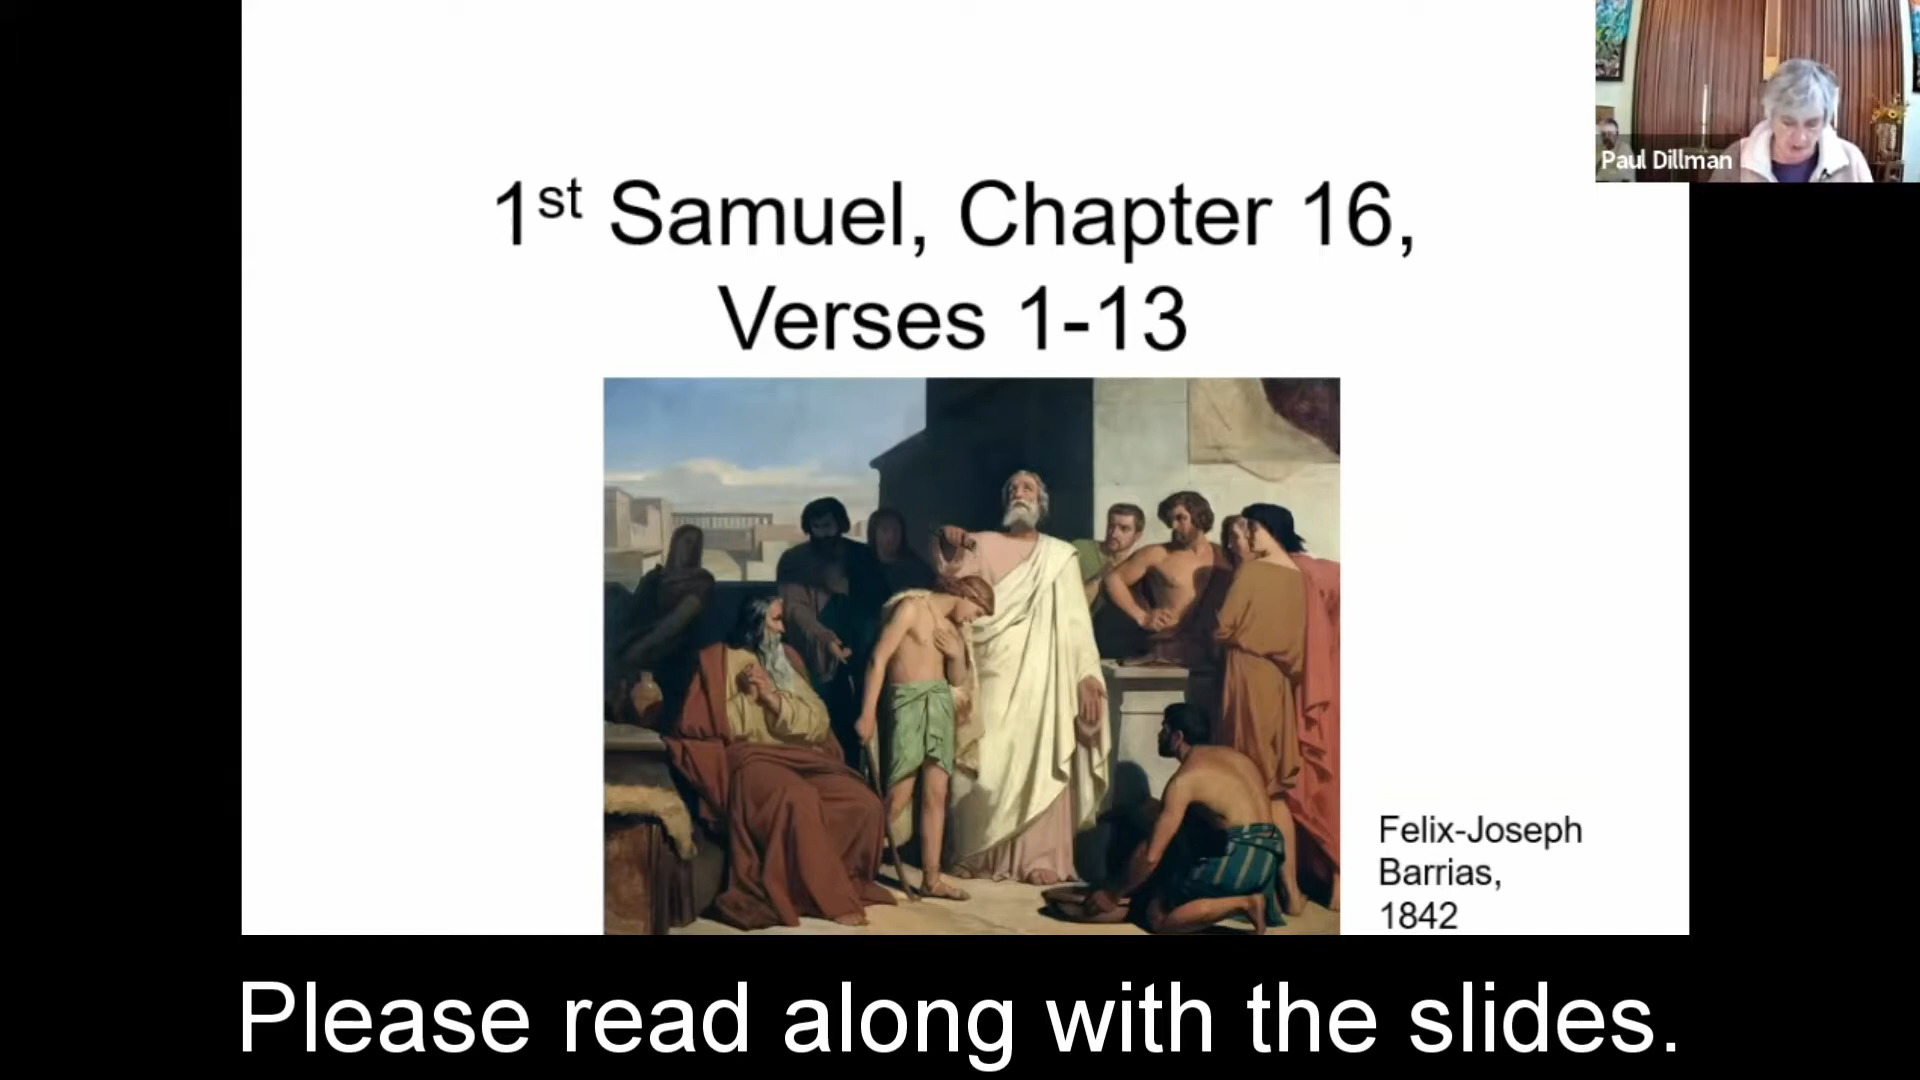 Paul Dillman
1st Samuel, Chapter 16,
Verses 1-13
Felix-Joseph
Barrias,
1842
Please read along with the slides.